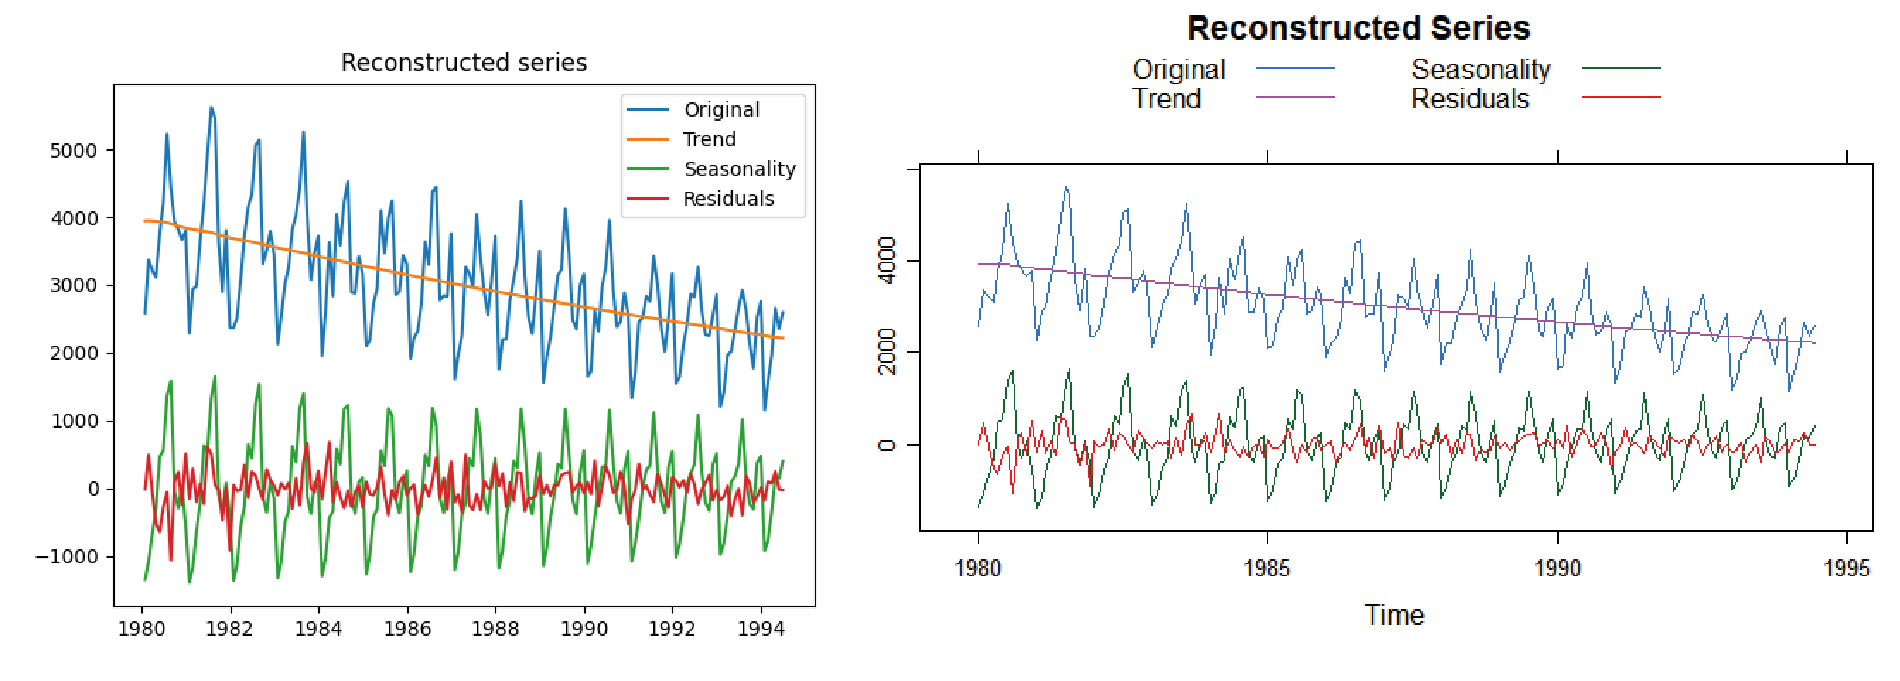 Reconstructed series
Original
Trend
Seasonality
Residuals
5000
4000
3000
2000
1000
0
−1000
1980 1982 1984 1986 1988 1990 1992 1994
Reconstructed Series
Original Seasonality
Trend Residuals
4000
2000
0
1980 1985 1990 1995
Time